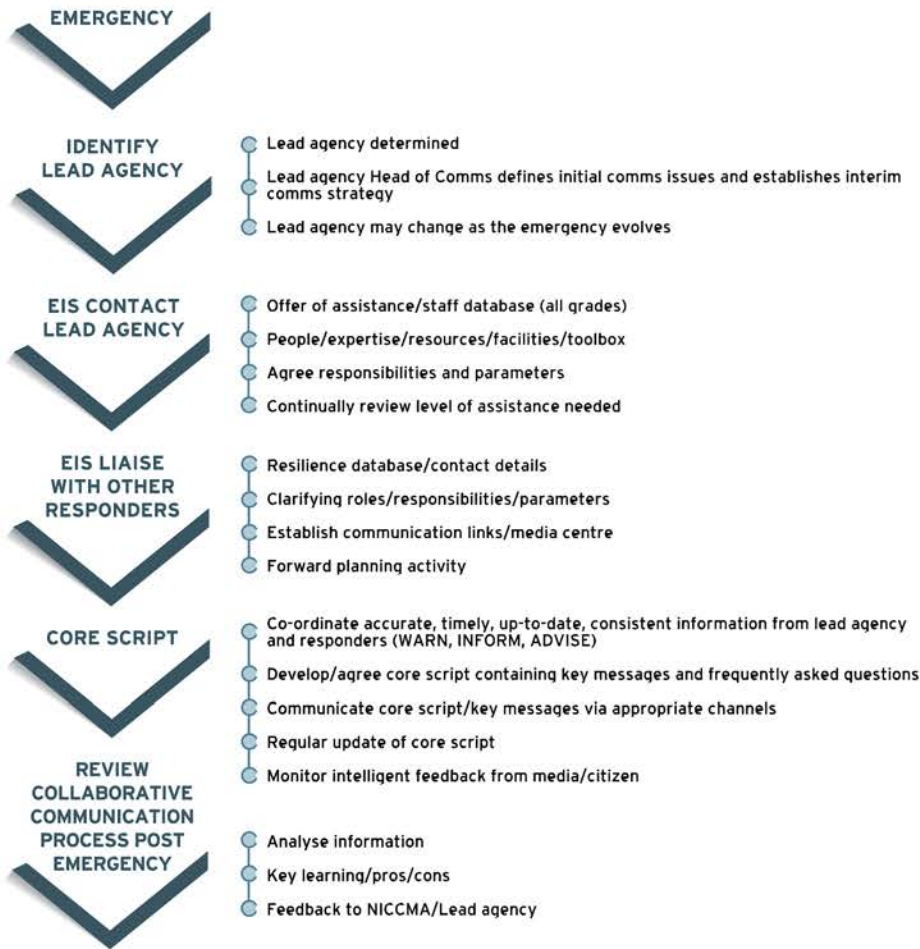 EMERGENCY
IDENTIFY
LEAD AGENCY
Lead agency determined
Lead agency Head of Comms defines initial comms issues and establishes interim
comms strategy
Lead agency may change as the emergency evolves
EIS CONTACT
LEAD AGENCY
Offer of assistance/staff database (all grades)
People/expertise/resources/facilities/toolbox
Agree responsibilities and parameters
Continually review level of assistance needed
EIS LIAISE
WITH OTHER
RESPONDERS
Resilience database/contact details
Clarifying roles/responsibilities/parameters
Establish communication links/media centre
Forward planning activity
CORE SCRIPT
Co-ordinate accurate, timely, up-to-date, consistent information from lead agency
and responders (WARN, INFORM, ADVISE)
Develop/agree core script containing key messages and frequently asked questions
Communicate core script/key messages via appropriate channels
Regular update of core script
Monitor intelligent feedback from media/citizen
REVIEW
COLLABORATIVE
COMMUNICATION
PROCESS POST
EMERGENCY
Analyse information
Key learning/pros/cons
Feedback to NICCMA/Lead agency